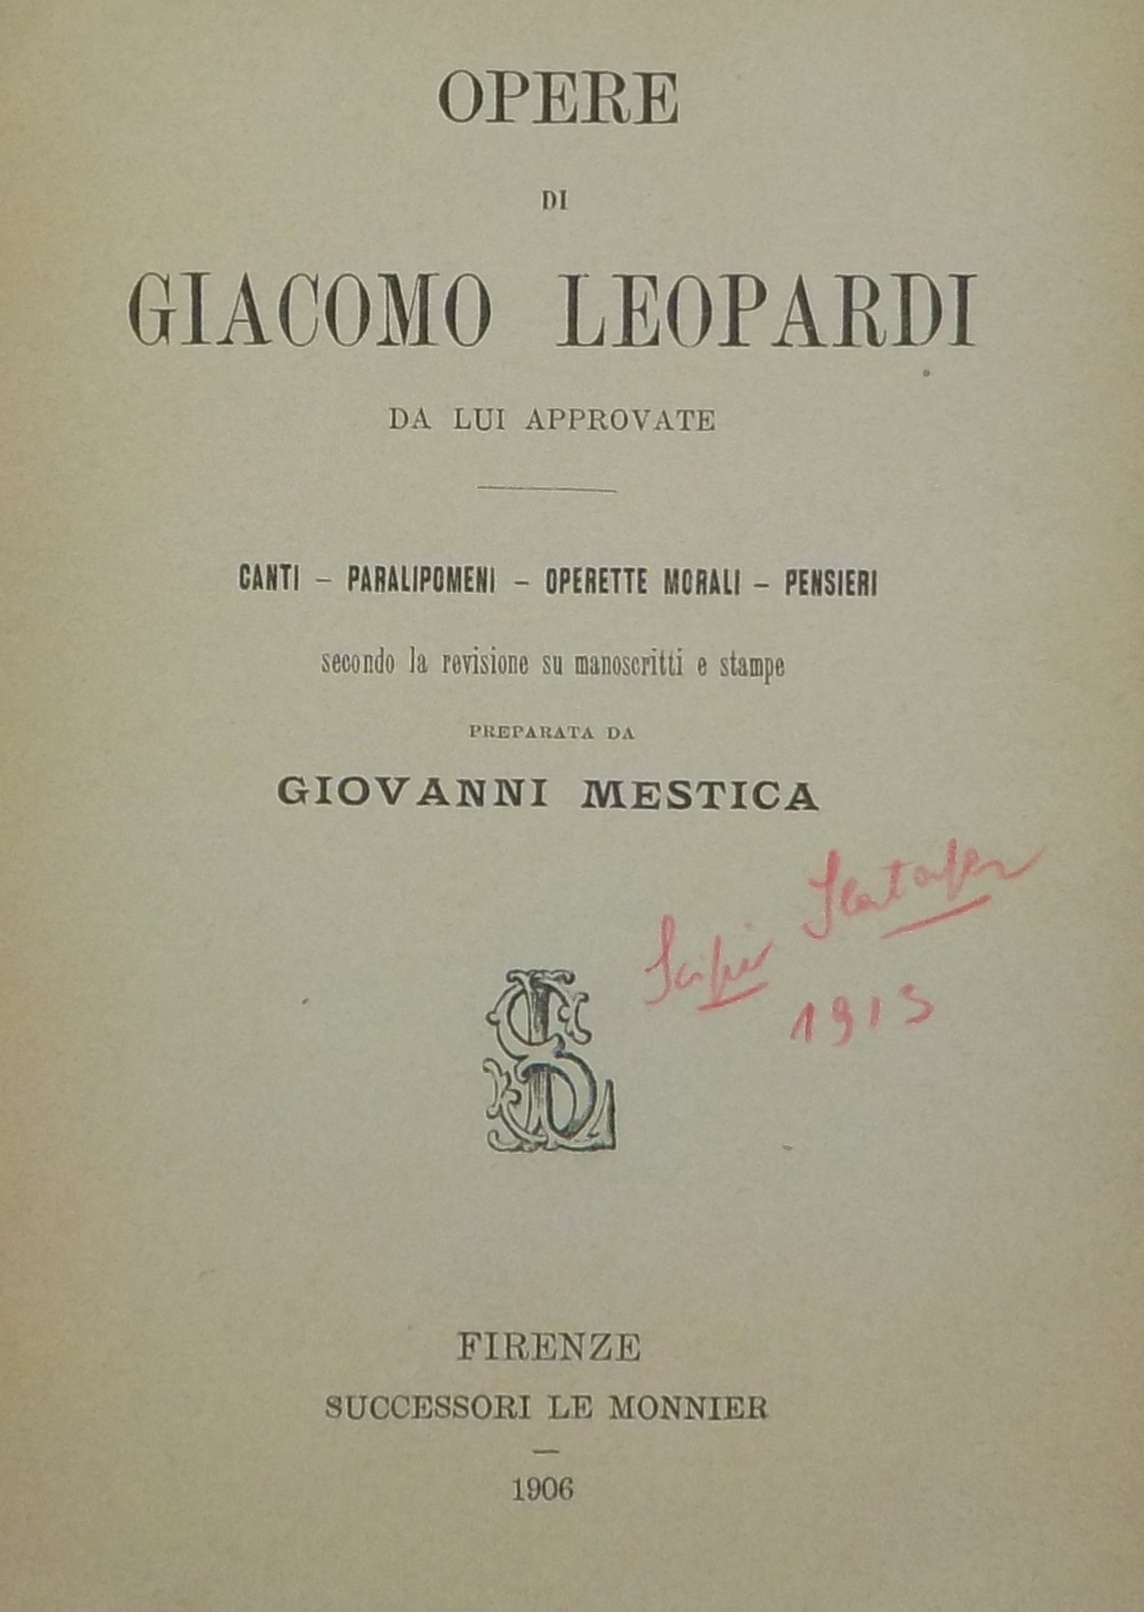 OPERE
DI
GIACOMO LEOPARDI
DA LUI APPROVATE
CANTI – PARALIPOMENI – OPERETTE MORALI – PENSIERI
secondo la revisione su manoscritti e stampe
PREPARATA DA
GIOVANNI MESTICA
1913
FIRENZE
SUCCESSORI LE MONNIER
1906